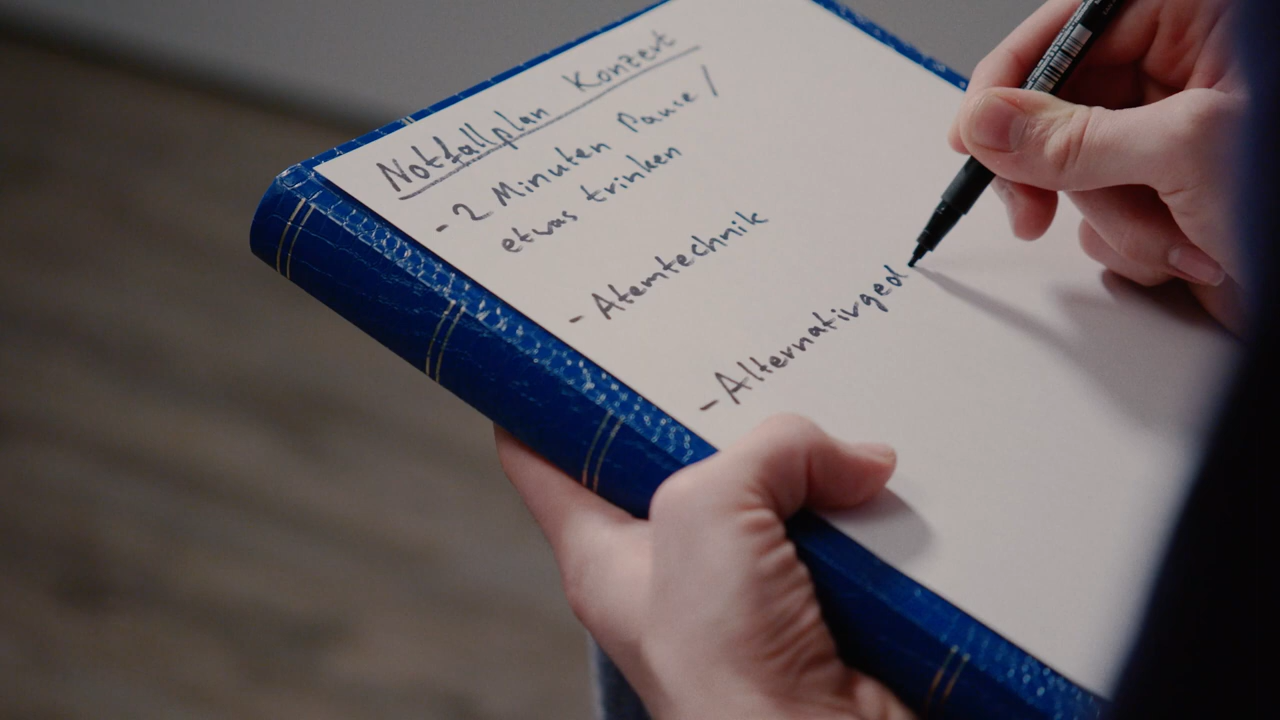 Notfallplan Konzert
- 2 Minuten Pause /
etwas trinken
- Atemtechnik
- Alternativged